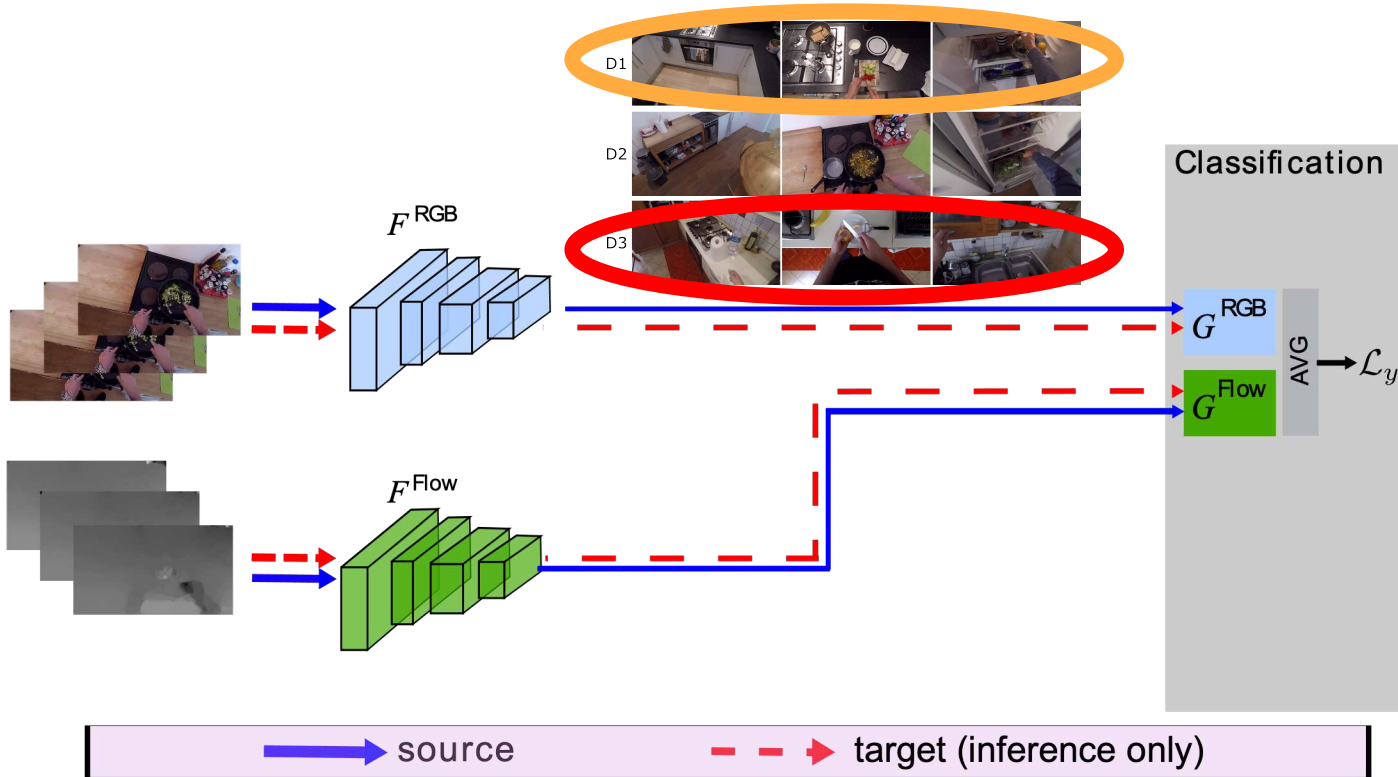 D1
D2
D3
Classification
F^RGB
G^RGB
G^Flow
AVG
ℒ_y
F^Flow
source
target (inference only)